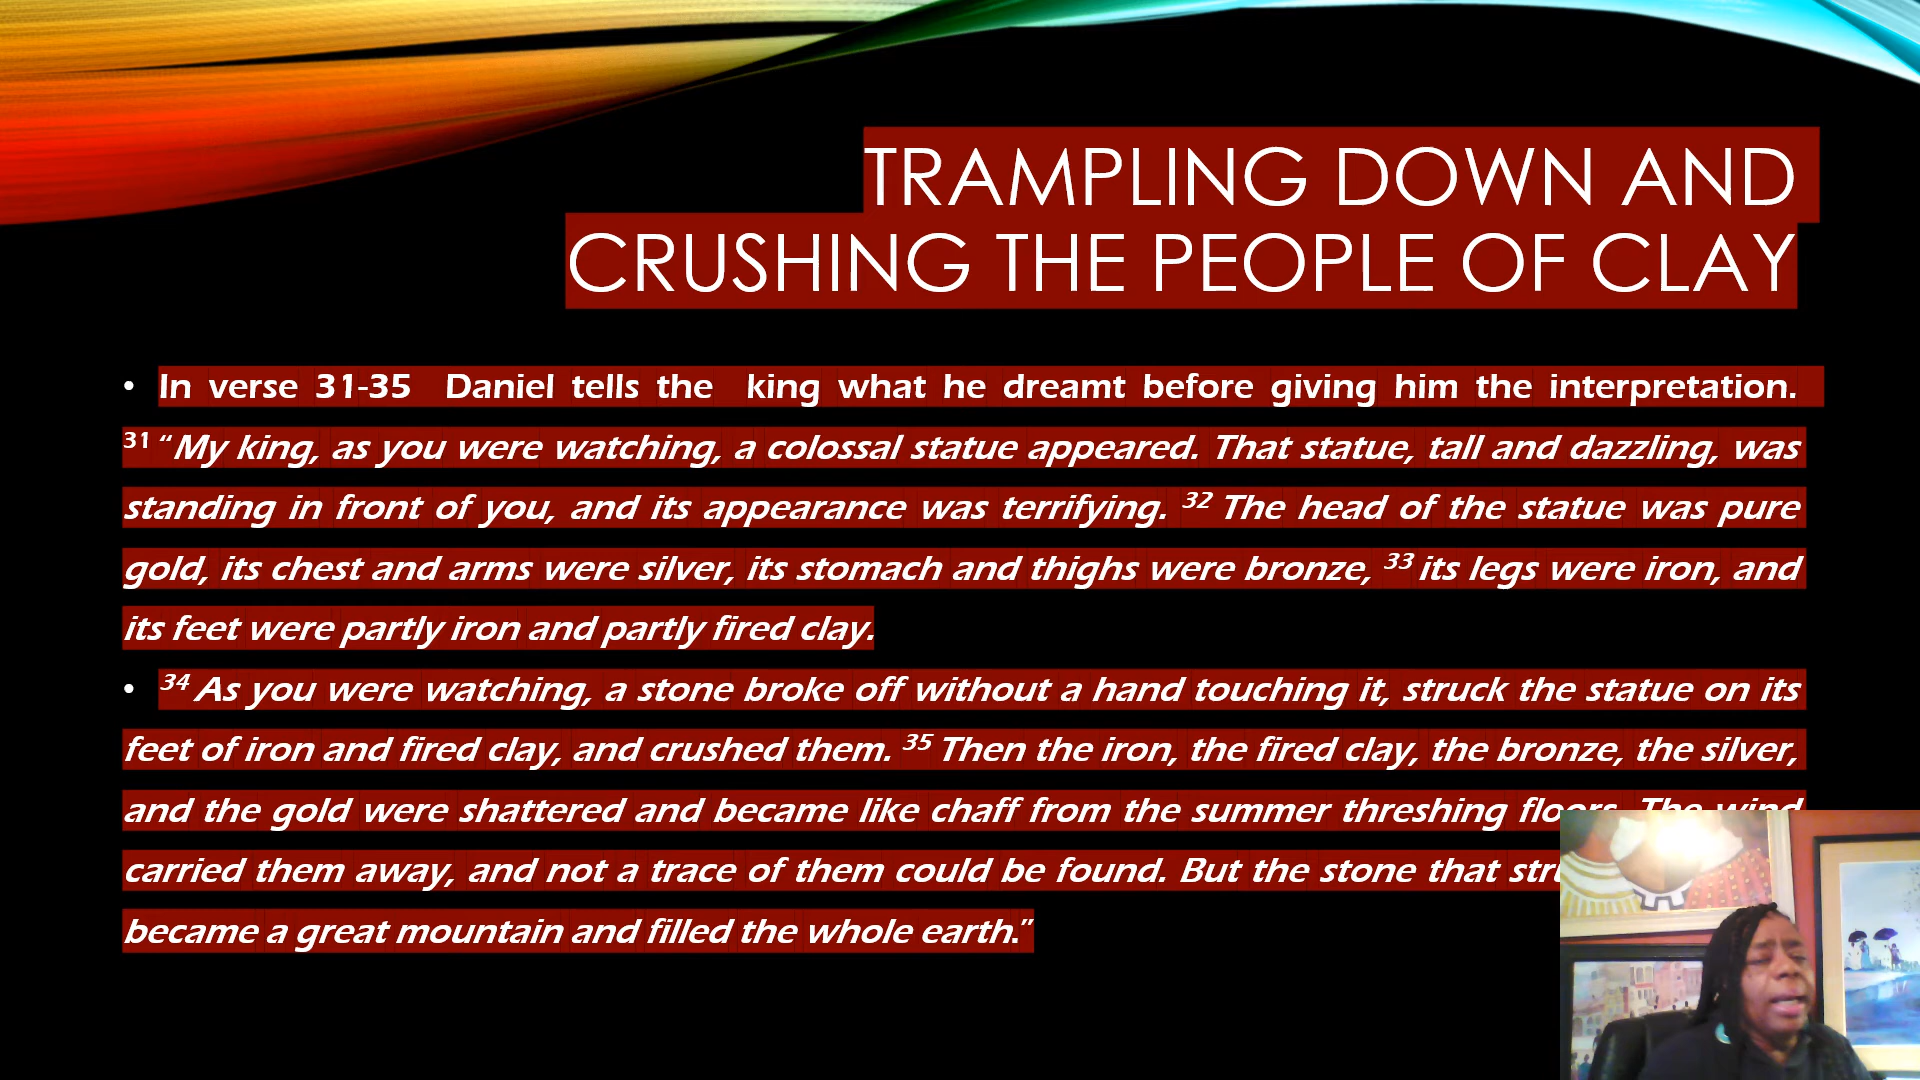 TRAMPLING DOWN AND
CRUSHING THE PEOPLE OF CLAY
• In verse 31-35 Daniel tells the king what he dreamt before giving him the interpretation.
31 “My king, as you were watching, a colossal statue appeared. That statue, tall and dazzling, was
standing in front of you, and its appearance was terrifying. 32 The head of the statue was pure
gold, its chest and arms were silver, its stomach and thighs were bronze, 33 its legs were iron, and
its feet were partly iron and partly fired clay.
• 34 As you were watching, a stone broke off without a hand touching it, struck the statue on its
feet of iron and fired clay, and crushed them. 35 Then the iron, the fired clay, the bronze, the silver,
and the gold were shattered and became like chaff from the summer threshing floors. The wind
carried them away, and not a trace of them could be found. But the stone that
became a great mountain and filled the whole earth.”